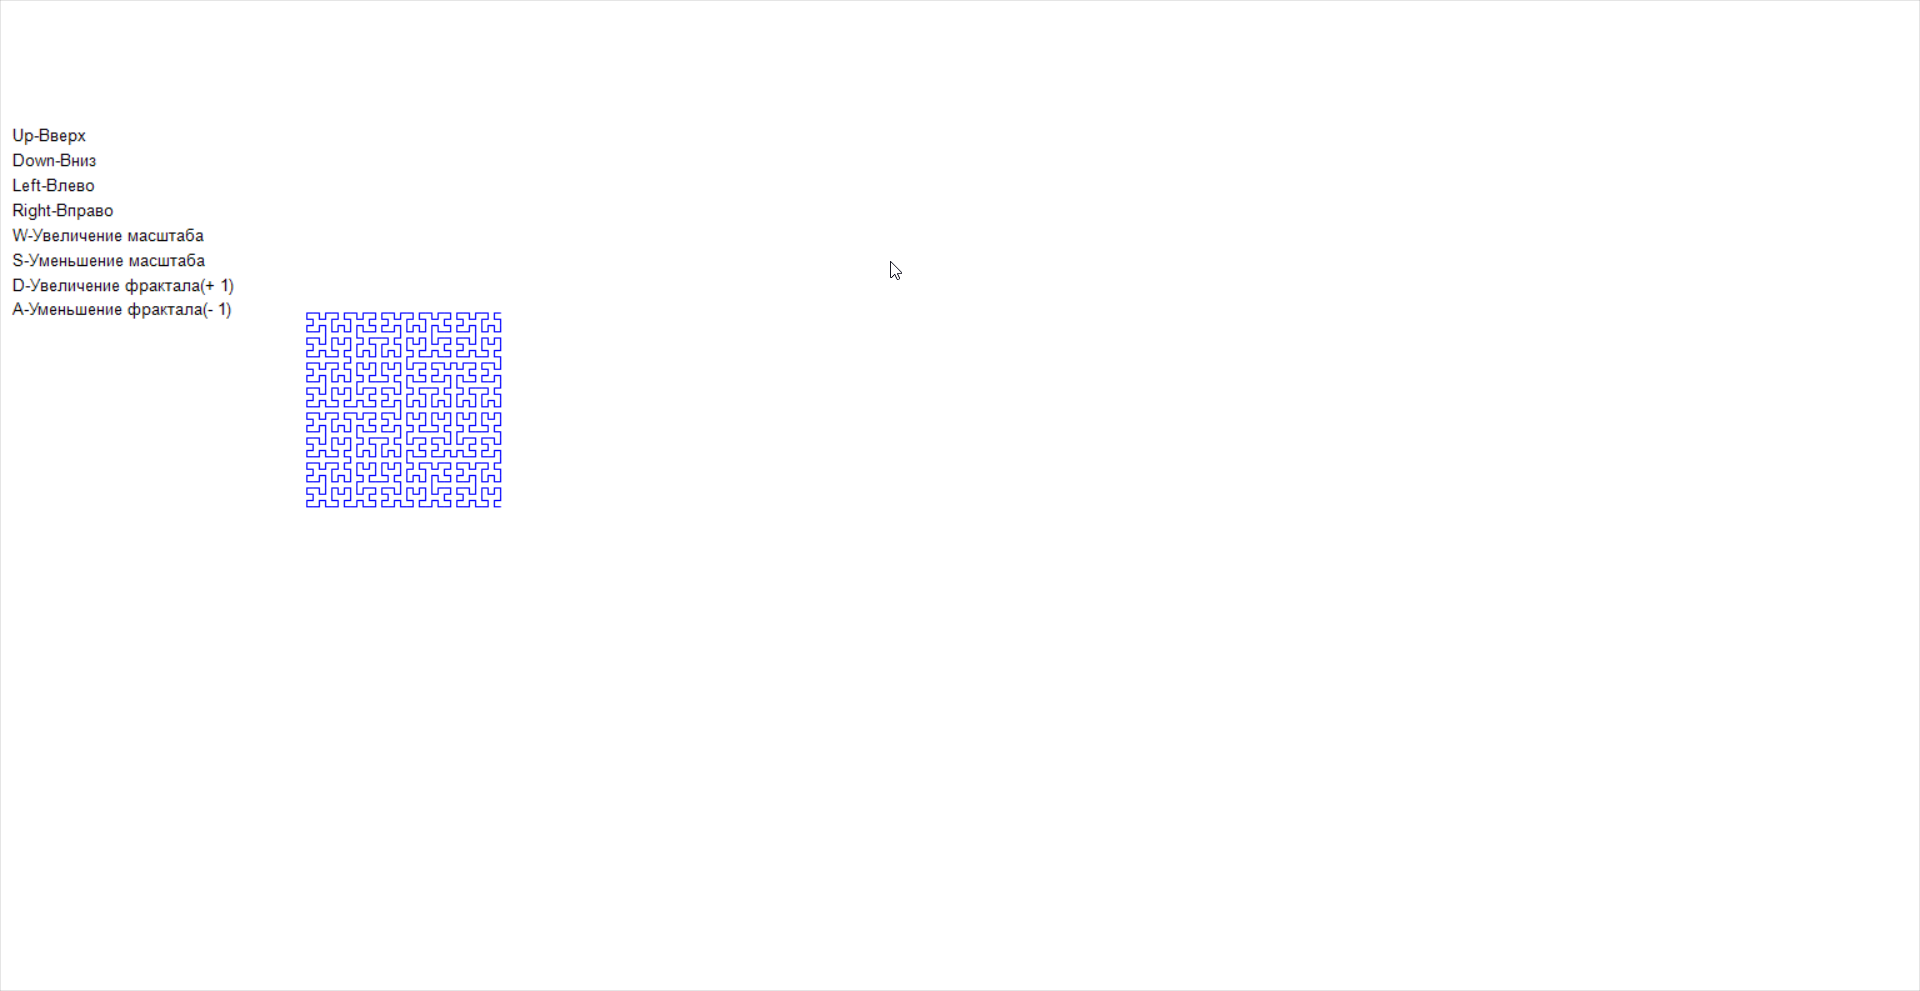 Up-Вверх
Down-Вниз
Left-Влево
Right-Вправо
W-Увеличение масштаба
S-Уменьшение масштаба
D-Увеличение фрактала(+ 1)
A-Уменьшение фрактала(- 1)